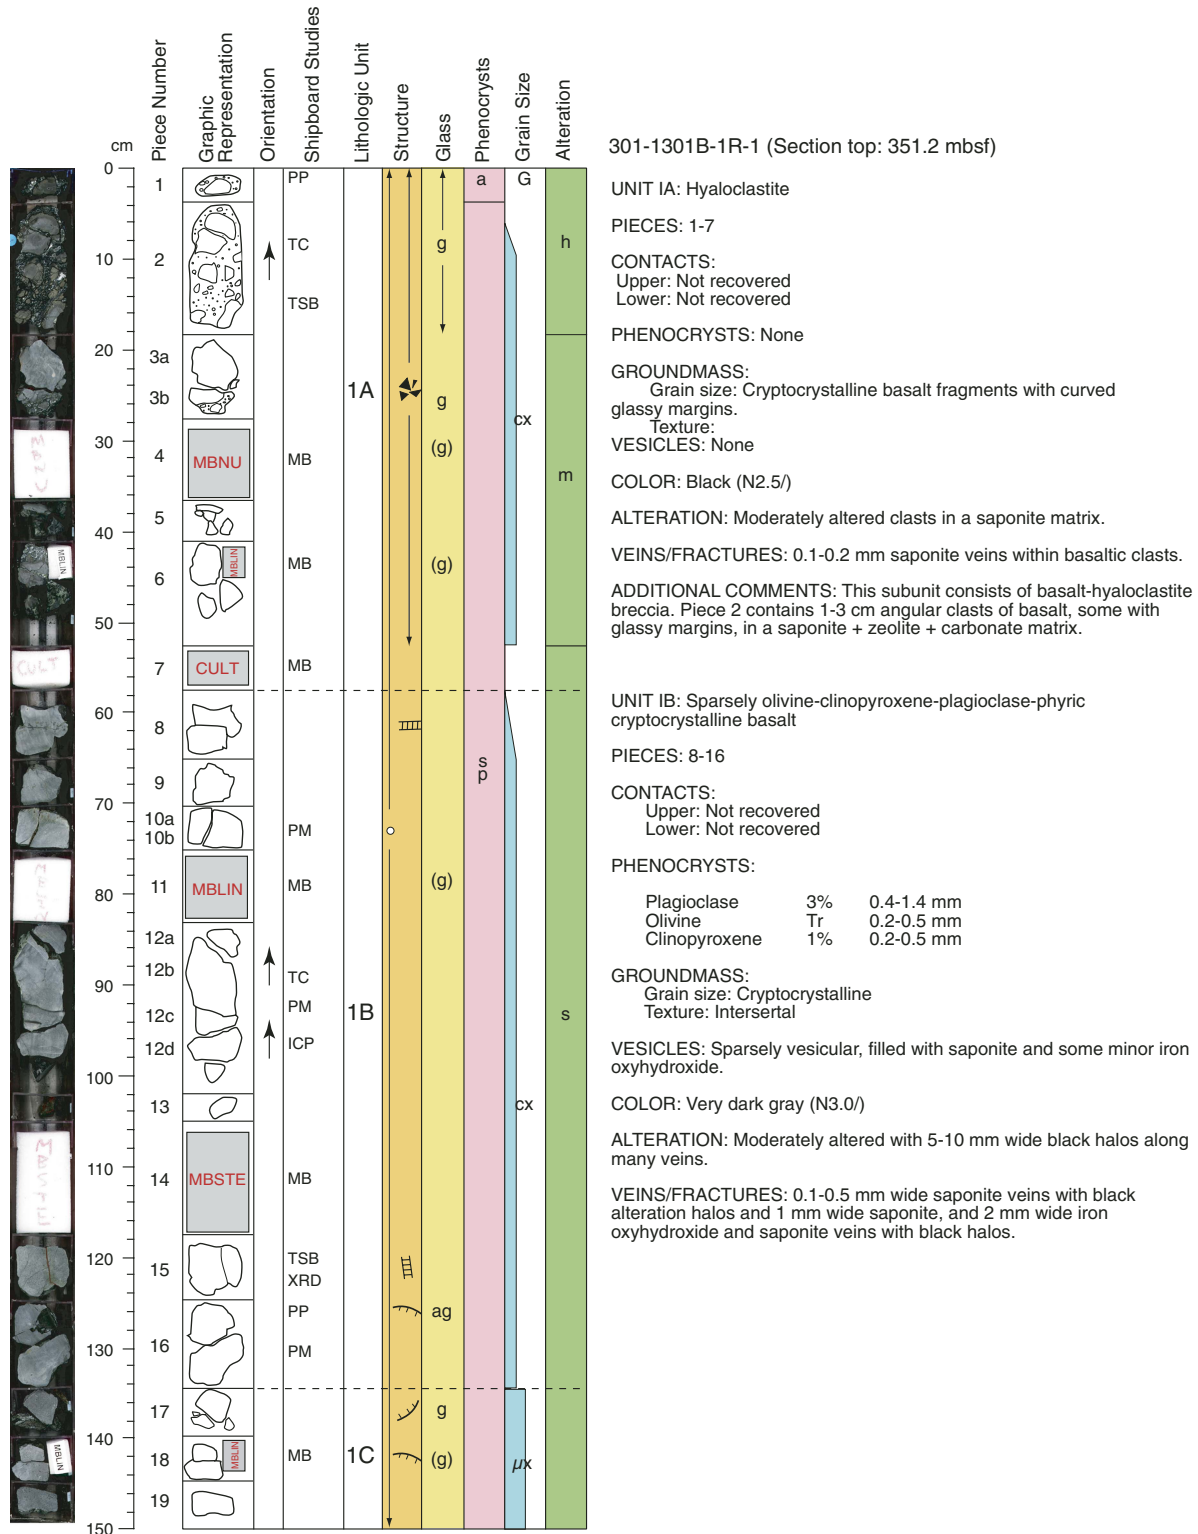 cm
Piece Number
Graphic
Representation
Orientation
Shipboard Studies
Lithologic Unit
Structure
Glass
Phenocrysts
Grain Size
Alteration
0
10
20
30
40
50
60
70
80
90
100
110
120
130
140
150
1
2
3a
3b
4
5
6
7
8
9
10a
10b
11
12a
12b
12c
12d
13
14
15
16
17
18
19
MBNU
MBLIN
CULT
MBLIN
MBSTE
MBLIN
PP
TC
TSB
MB
MB
MB
PM
MB
TC
PM
ICP
MB
TSB
XRD
PP
PM
MB
1A
1B
1C
g
g
(g)
(g)
(g)
ag
g
(g)
a
s
p
G
cx
cx
µx
h
m
s
MBLIN
CULT
MBLIN
301-1301B-1R-1 (Section top: 351.2 mbsf)
UNIT IA: Hyaloclastite
PIECES: 1-7
CONTACTS:
Upper: Not recovered
Lower: Not recovered
PHENOCRYSTS: None
GROUNDMASS:
Grain size: Cryptocrystalline basalt fragments with curved
glassy margins.
Texture:
VESICLES: None
COLOR: Black (N2.5/)
ALTERATION: Moderately altered clasts in a saponite matrix.
VEINS/FRACTURES: 0.1-0.2 mm saponite veins within basaltic clasts.
ADDITIONAL COMMENTS: This subunit consists of basalt-hyaloclastite
breccia. Piece 2 contains 1-3 cm angular clasts of basalt, some with
glassy margins, in a saponite + zeolite + carbonate matrix.
UNIT IB: Sparsely olivine-clinopyroxene-plagioclase-phyric
cryptocrystalline basalt
PIECES: 8-16
CONTACTS:
Upper: Not recovered
Lower: Not recovered
PHENOCRYSTS:
Plagioclase 3% 0.4-1.4 mm
Olivine Tr 0.2-0.5 mm
Clinopyroxene 1% 0.2-0.5 mm
GROUNDMASS:
Grain size: Cryptocrystalline
Texture: Intersertal
VESICLES: Sparsely vesicular, filled with saponite and some minor iron
oxyhydroxide.
COLOR: Very dark gray (N3.0/)
ALTERATION: Moderately altered with 5-10 mm wide black halos along
many veins.
VEINS/FRACTURES: 0.1-0.5 mm wide saponite veins with black
alteration halos and 1 mm wide saponite, and 2 mm wide iron
oxyhydroxide and saponite veins with black halos.